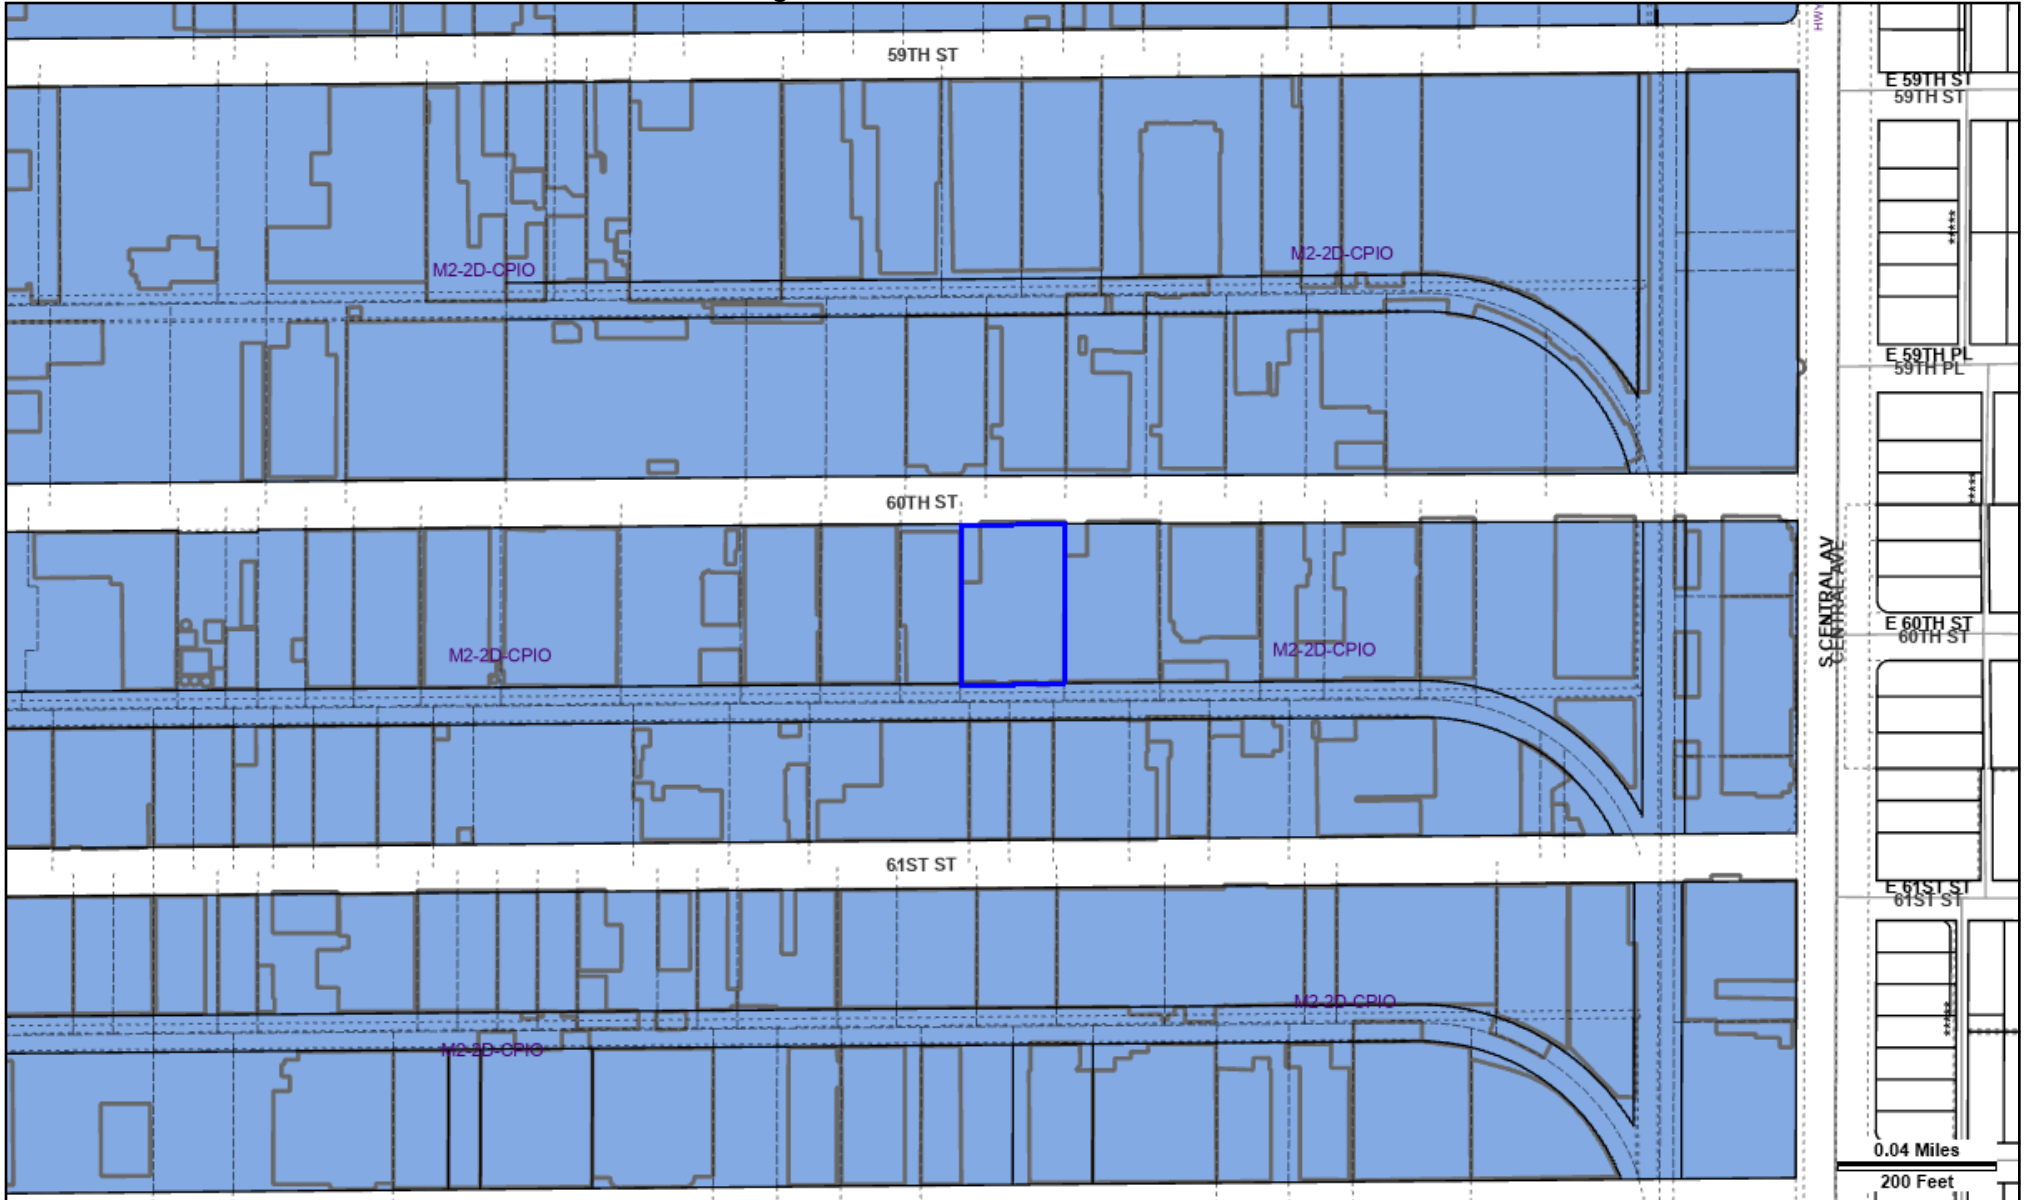 HWY
59TH ST
E 59TH ST
59TH ST
M2-2D-CPIO
M2-2D-CPIO
E 59TH PL
59TH PL
60TH ST
S CENTRAL AV
CENTRAL AVE
E 60TH ST
60TH ST
M2-2D-CPIO
M2-2D-CPIO
61ST ST
E 61ST ST
61ST ST
M2-2D-CPIO
M2-2D-CPIO
0.04 Miles
200 Feet